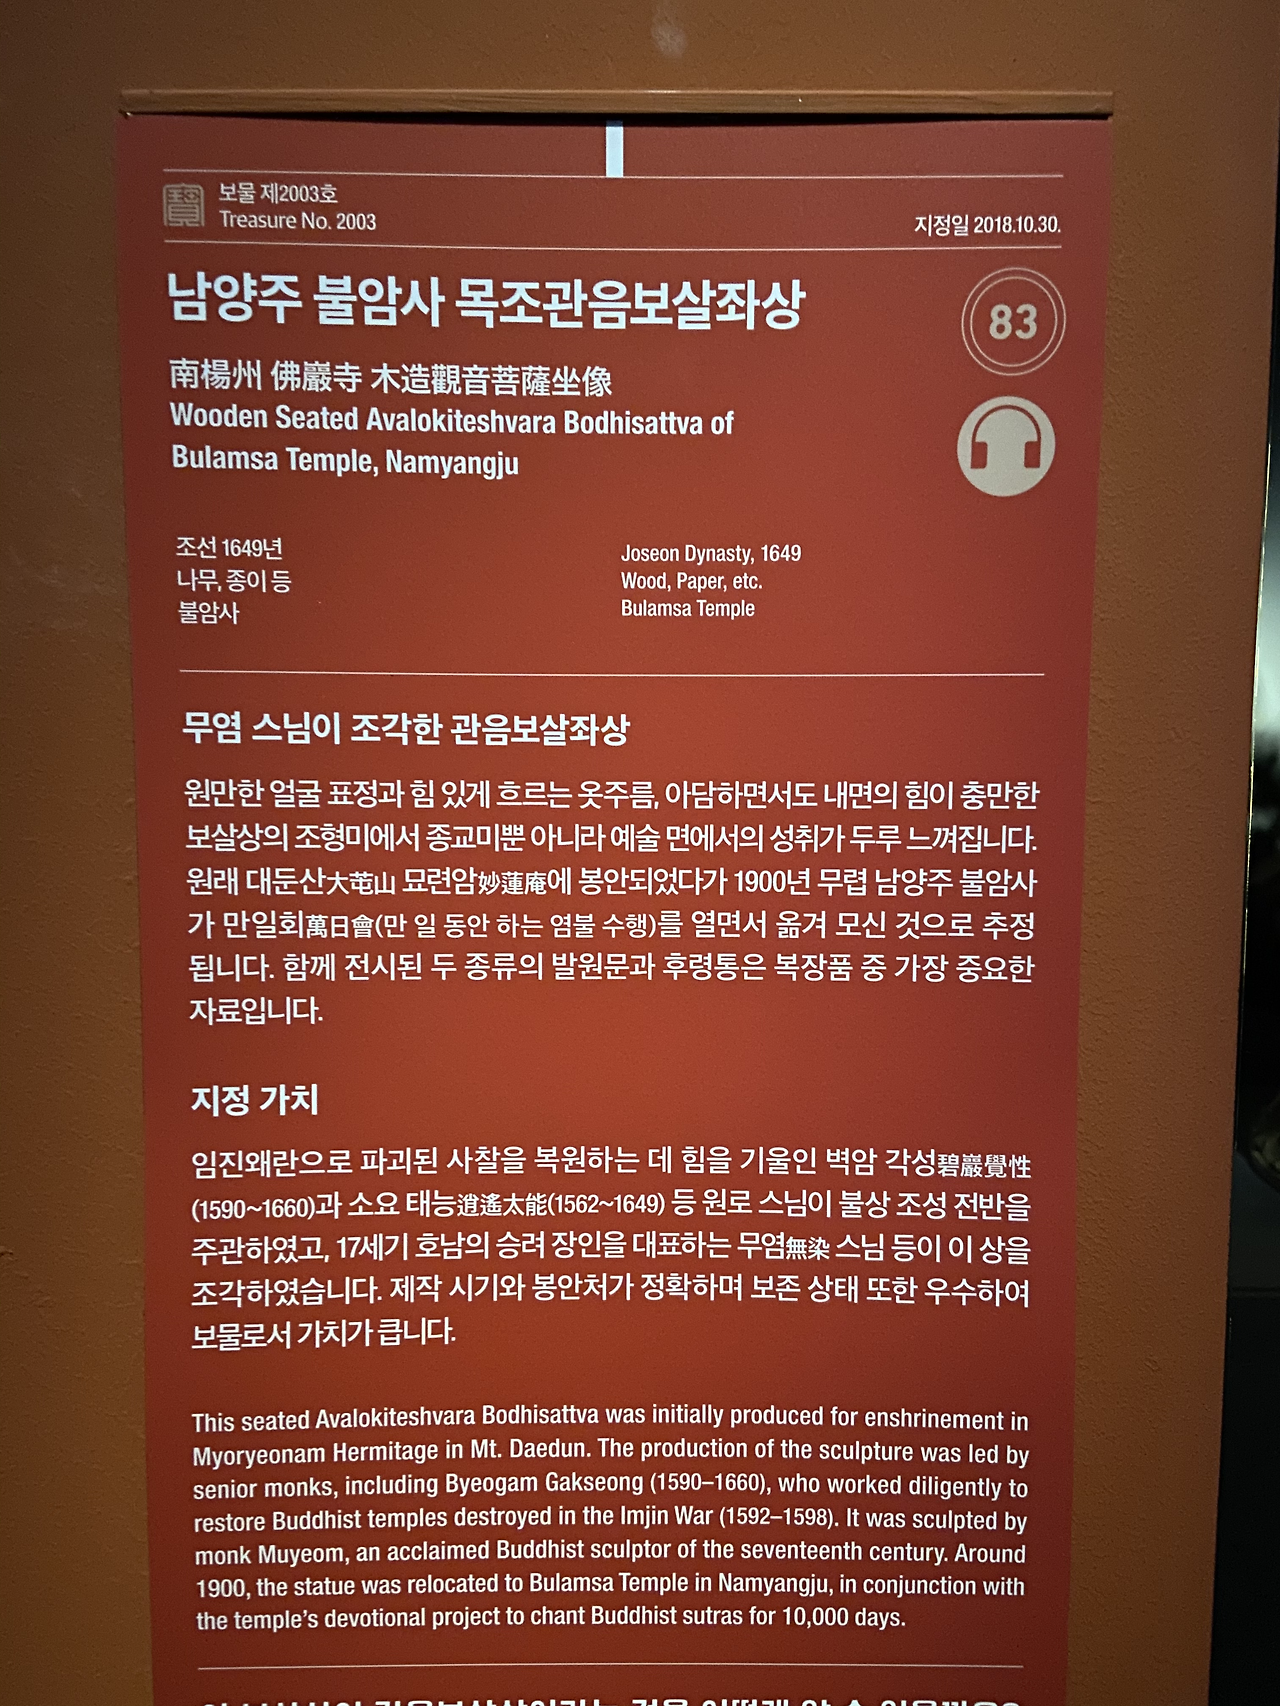 寶
보물 제2003호
Treasure No. 2003
지정일 2018.10.30.
남양주 불암사 목조관음보살좌상
83
南楊州 佛巖寺 木造觀音菩薩坐像
Wooden Seated Avalokiteshvara Bodhisattva of
Bulamsa Temple, Namyangju
조선 1649년
나무, 종이 등
불암사
Joseon Dynasty, 1649
Wood, Paper, etc.
Bulamsa Temple
무염 스님이 조각한 관음보살좌상
원만한 얼굴 표정과 힘 있게 흐르는 옷주름, 아담하면서도 내면의 힘이 충만한
보살상의 조형미에서 종교미뿐 아니라 예술 면에서의 성취가 두루 느껴집니다.
원래 대둔산大芚山 묘련암妙蓮庵에 봉안되었다가 1900년 무렵 남양주 불암사
가 만일회萬日會(만 일 동안 하는 염불 수행)를 열면서 옮겨 모신 것으로 추정
됩니다. 함께 전시된 두 종류의 발원문과 후령통은 복장품 중 가장 중요한
자료입니다.
지정 가치
임진왜란으로 파괴된 사찰을 복원하는 데 힘을 기울인 벽암 각성碧巖覺性
(1590~1660)과 소요 태능逍遙太能(1562~1649) 등 원로 스님이 불상 조성 전반을
주관하였고, 17세기 호남의 승려 장인을 대표하는 무염無染 스님 등이 이 상을
조각하였습니다. 제작 시기와 봉안처가 정확하며 보존 상태 또한 우수하여
보물로서 가치가 큽니다.
This seated Avalokiteshvara Bodhisattva was initially produced for enshrinement in
Myoryeonam Hermitage in Mt. Daedun. The production of the sculpture was led by
senior monks, including Byeogam Gakseong (1590–1660), who worked diligently to
restore Buddhist temples destroyed in the Imjin War (1592–1598). It was sculpted by
monk Muyeom, an acclaimed Buddhist sculptor of the seventeenth century. Around
1900, the statue was relocated to Bulamsa Temple in Namyangju, in conjunction with
the temple's devotional project to chant Buddhist sutras for 10,000 days.